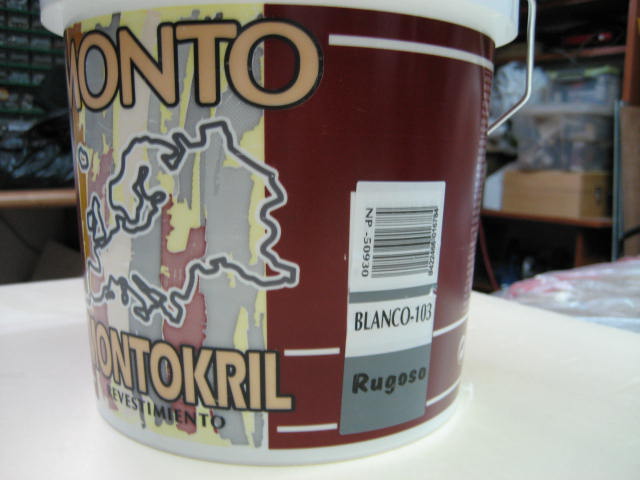 MONTO
NP -50930
BLANCO-103
Rugoso
MONTOKRIL
REVESTIMIENTO